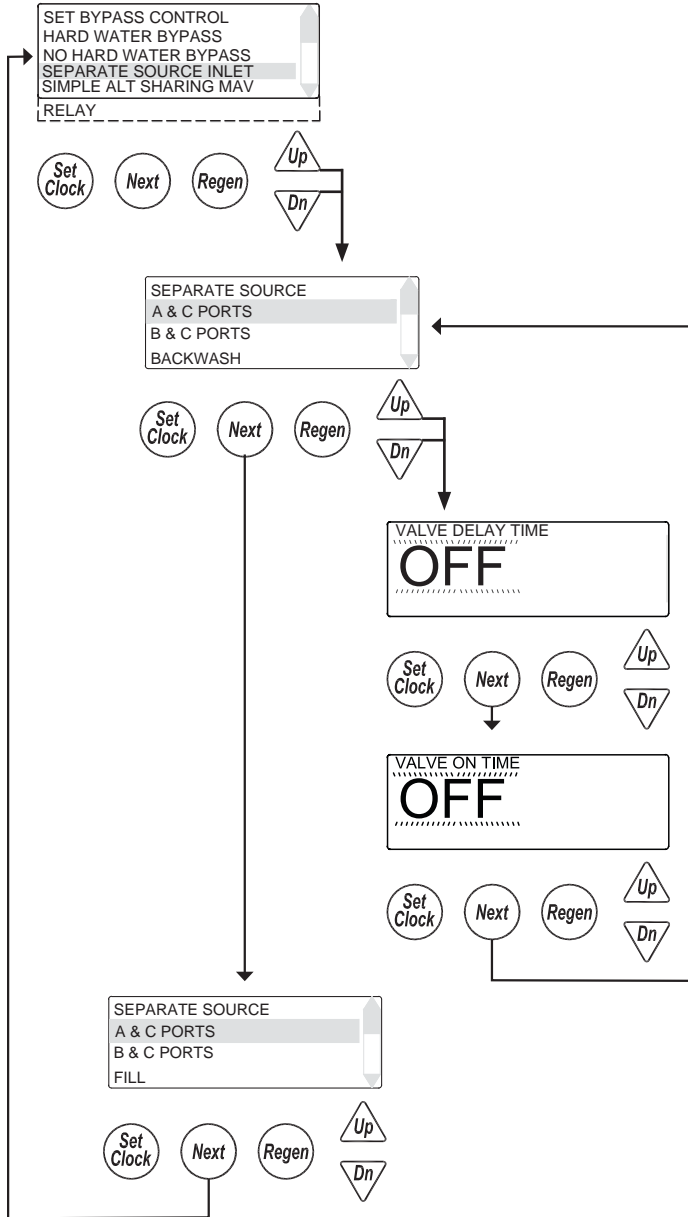 SET BYPASS CONTROL
HARD WATER BYPASS
NO HARD WATER BYPASS
SEPARATE SOURCE INLET
SIMPLE ALT SHARING MAV
RELAY
Set Clock
Next
Regen
Up
Dn
SEPARATE SOURCE
A & C PORTS
B & C PORTS
BACKWASH
Set Clock
Next
Regen
Up
Dn
VALVE DELAY TIME
OFF
Set Clock
Next
Regen
Up
Dn
VALVE ON TIME
OFF
Set Clock
Next
Regen
Up
Dn
SEPARATE SOURCE
A & C PORTS
B & C PORTS
FILL
Set Clock
Next
Regen
Up
Dn